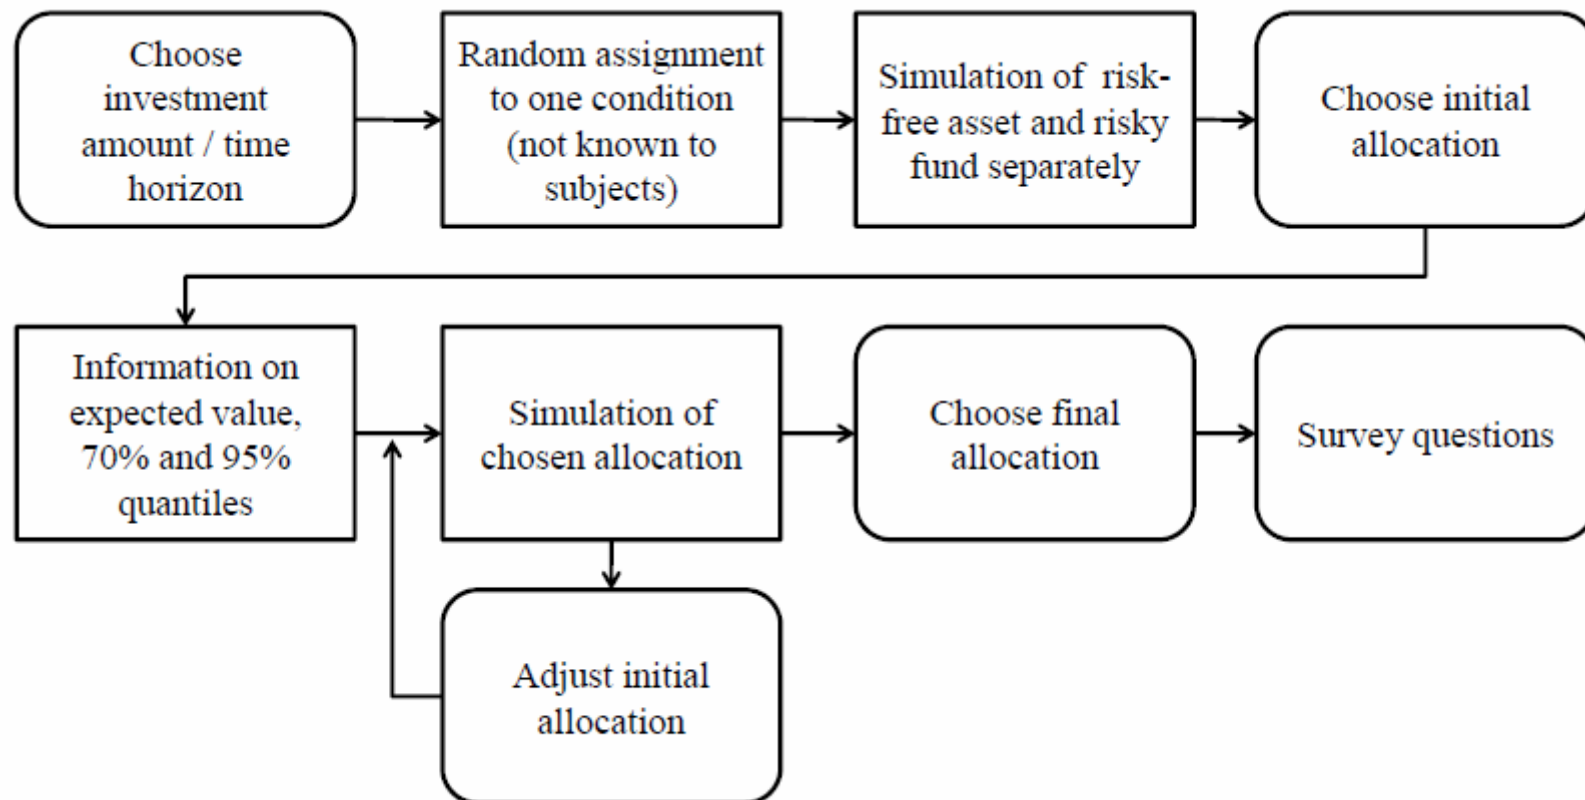 Choose
investment
amount / time
horizon
Random assignment
to one condition
(not known to
subjects)
Simulation of risk-
free asset and risky
fund separately
Choose initial
allocation
Information on
expected value,
70% and 95%
quantiles
Simulation of
chosen allocation
Choose final
allocation
Survey questions
Adjust initial
allocation